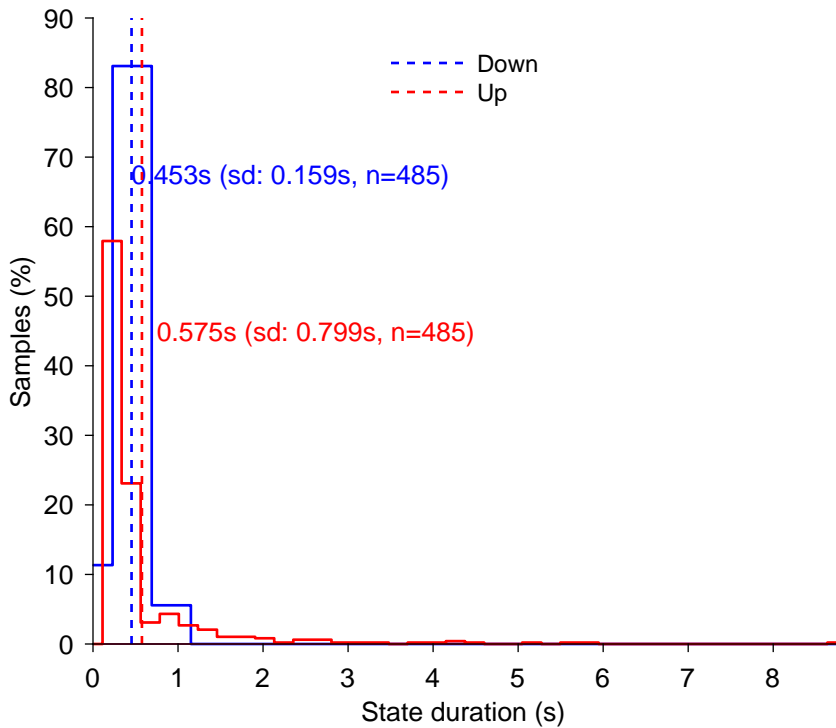 90
80
70
60
50
40
30
20
10
0
Samples (%)
Down
Up
0.453s (sd: 0.159s, n=485)
0.575s (sd: 0.799s, n=485)
0 1 2 3 4 5 6 7 8
State duration (s)